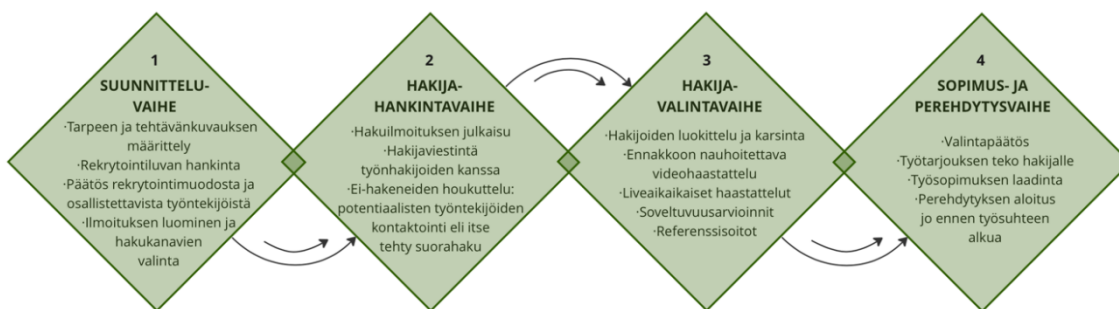 1
SUUNNITTELU-
VAIHE
·Tarpeen ja tehtävänkuvauksen
määrittely
·Rekrytointiluvan hankinta
·Päätös rekrytointimuodosta ja
osallistettavista työntekijöistä
·Ilmoituksen luominen ja
hakukanavien
valinta
2
HAKIJA-
HANKINTAVAIHE
·Hakuilmoituksen julkaisu
·Hakijaviestintä
työnhakijoiden kanssa
·Ei-hakeneiden houkuttelu:
potentiaalisten työntekijöiden
kontaktointi eli itse
tehty suorahaku
3
HAKIJA-
VALINTAVAIHE
·Hakijoiden luokittelu ja karsinta
·Ennakkoon nauhoitettava
videohaastattelu
·Liveaikaikaiset haastattelut
·Soveltuvuusarvioinnit
·Referenssisoitot
4
SOPIMUS- JA
PEREHDYTYSVAIHE
·Valintapäätös
·Työtarjouksen teko hakijalle
·Työsopimuksen laadinta
·Perehdytyksen aloitus
jo ennen työsuhteen
alkua